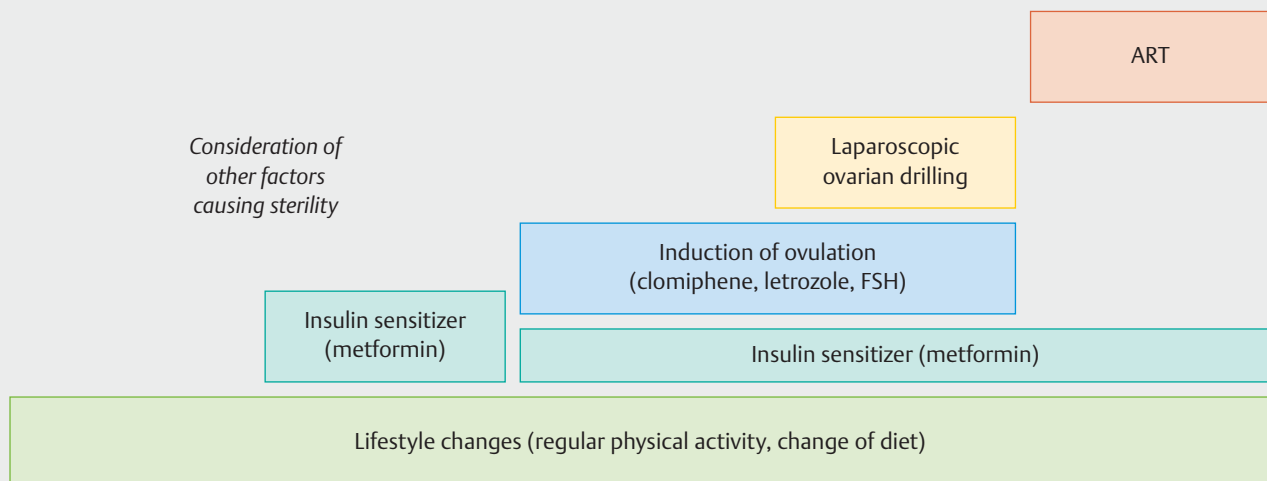 ART
Laparoscopic
ovarian drilling
Consideration of
other factors
causing sterility
Induction of ovulation
(clomiphene, letrozole, FSH)
Insulin sensitizer
(metformin)
Insulin sensitizer (metformin)
Lifestyle changes (regular physical activity, change of diet)